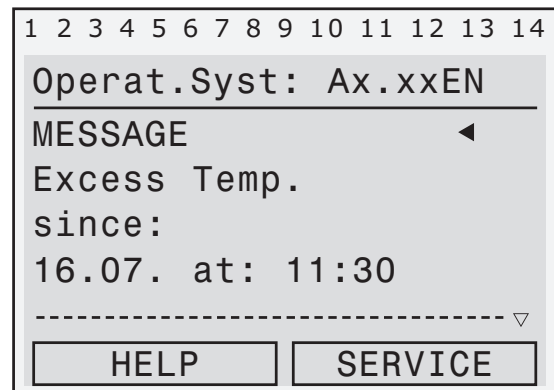 1 2 3 4 5 6 7 8 9 10 11 12 13 14
Operat.Syst: Ax.xxEN
MESSAGE
Excess Temp.
since:
16.07. at: 11:30
HELP SERVICE